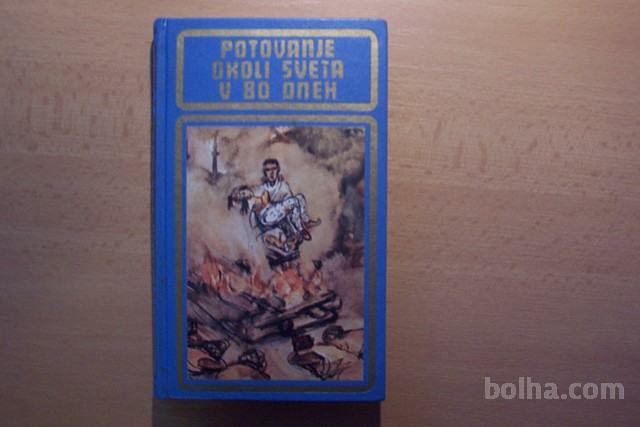 POTOVANJE
OKOLI SVETA
V 80 DNEH
bolha.com